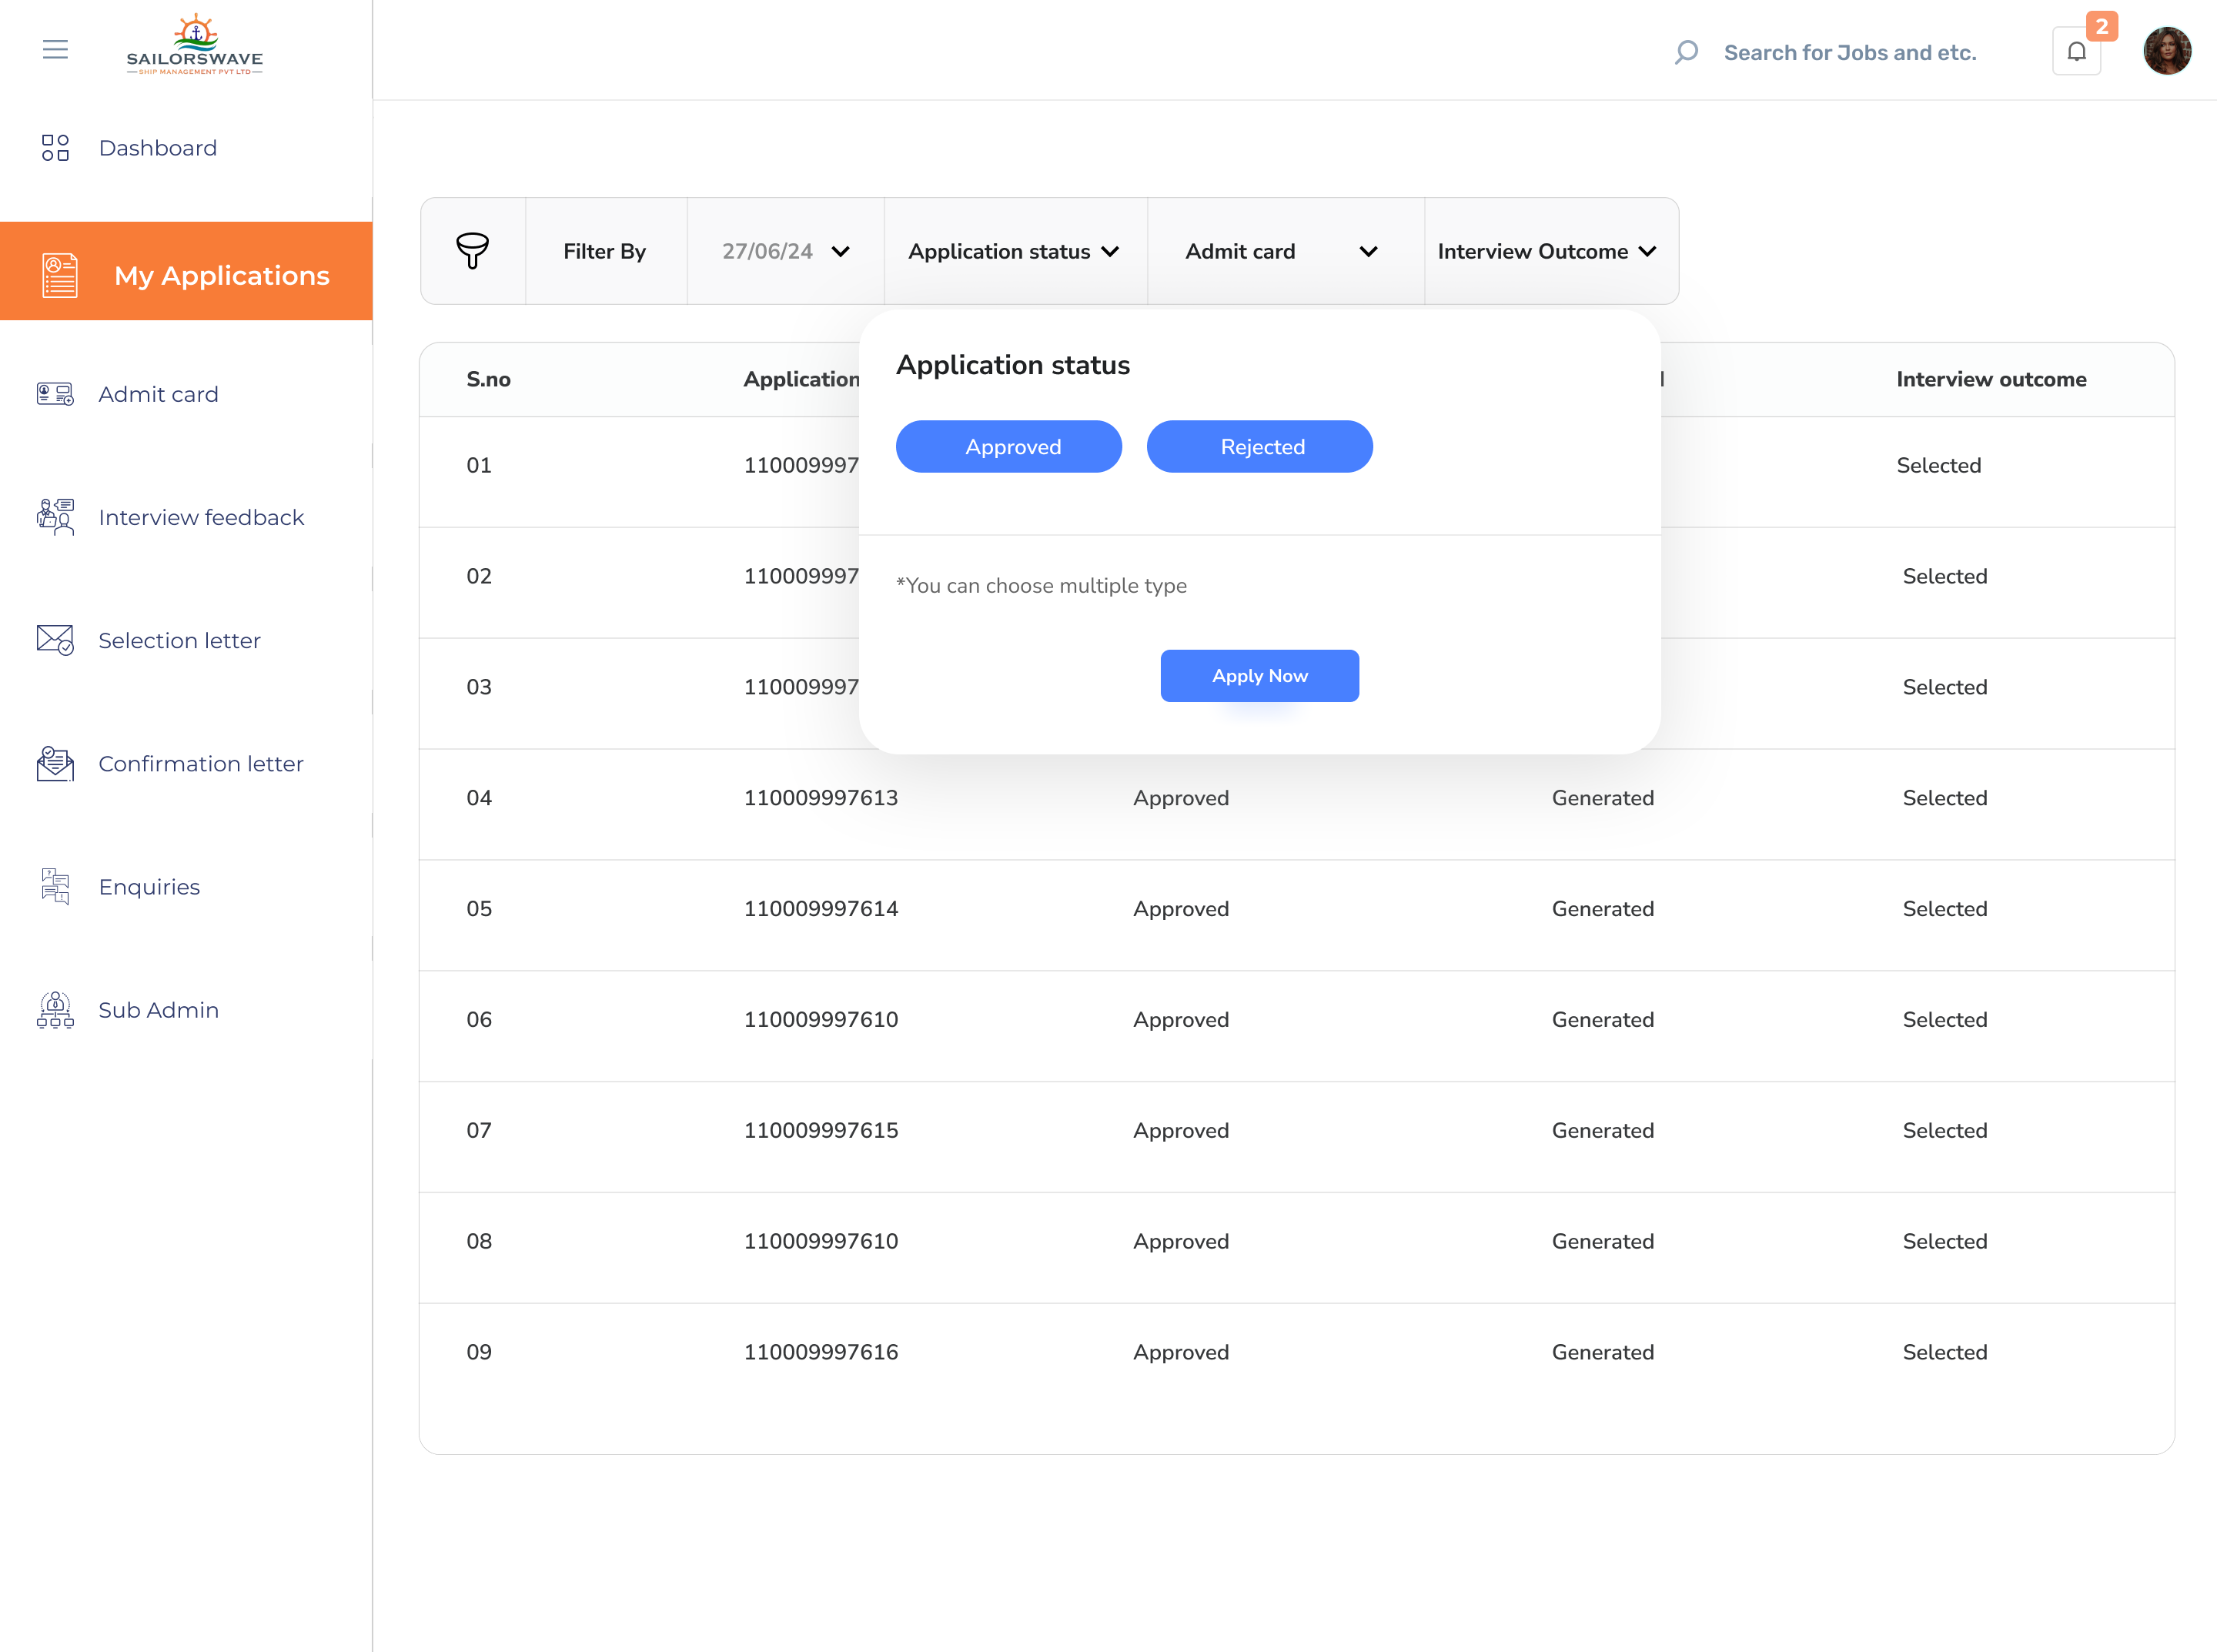 SAILORSWAVE
SHIP MANAGEMENT PVT LTD
Search for Jobs and etc.
2
Dashboard
My Applications
Admit card
Interview feedback
Selection letter
Confirmation letter
Enquiries
Sub Admin
Filter By 27/06/24 Application status Admit card Interview Outcome
S.no Application Interview outcome
Application status
Approved Rejected
*You can choose multiple type
Apply Now
01 110009997 Selected
02 110009997 Selected
03 110009997 Selected
04 110009997613 Approved Generated Selected
05 110009997614 Approved Generated Selected
06 110009997610 Approved Generated Selected
07 110009997615 Approved Generated Selected
08 110009997610 Approved Generated Selected
09 110009997616 Approved Generated Selected